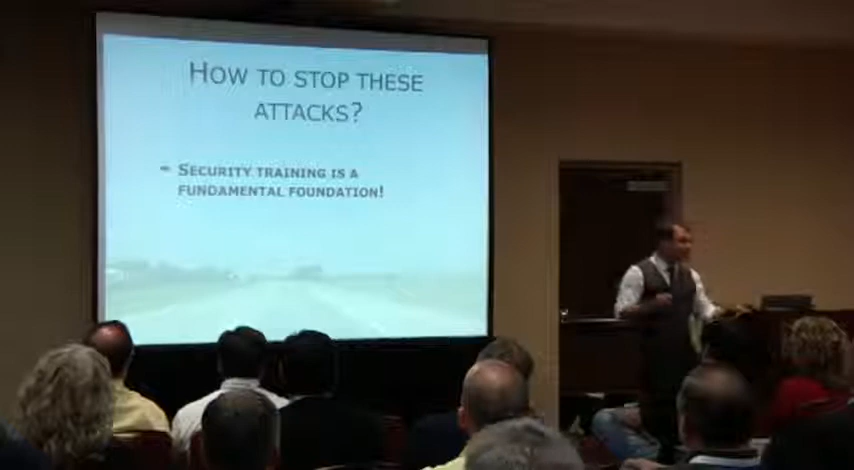 HOW TO STOP THESE
ATTACKS?
SECURITY TRAINING IS A
FUNDAMENTAL FOUNDATION!